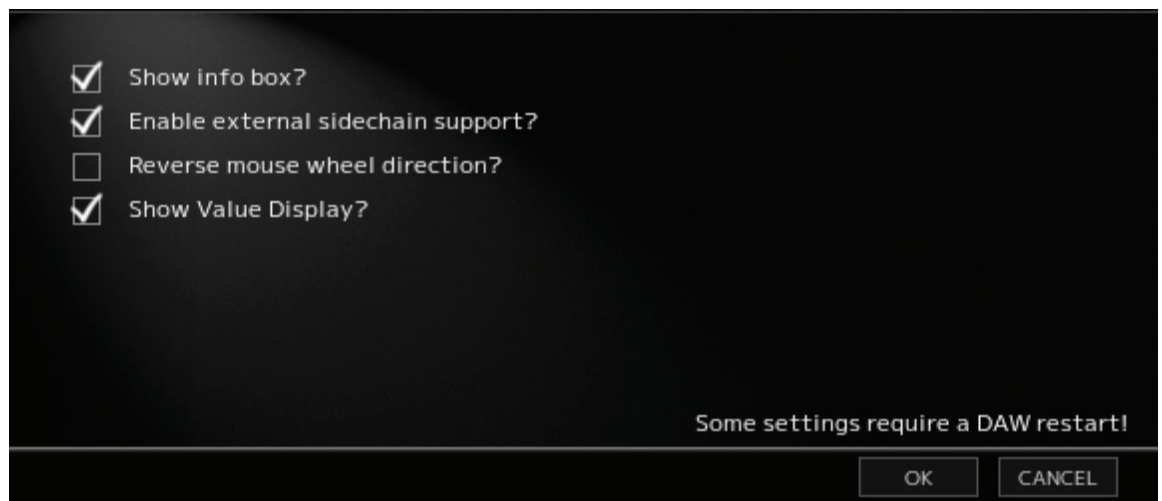 Show info box?
Enable external sidechain support?
Reverse mouse wheel direction?
Show Value Display?
Some settings require a DAW restart!
OK CANCEL